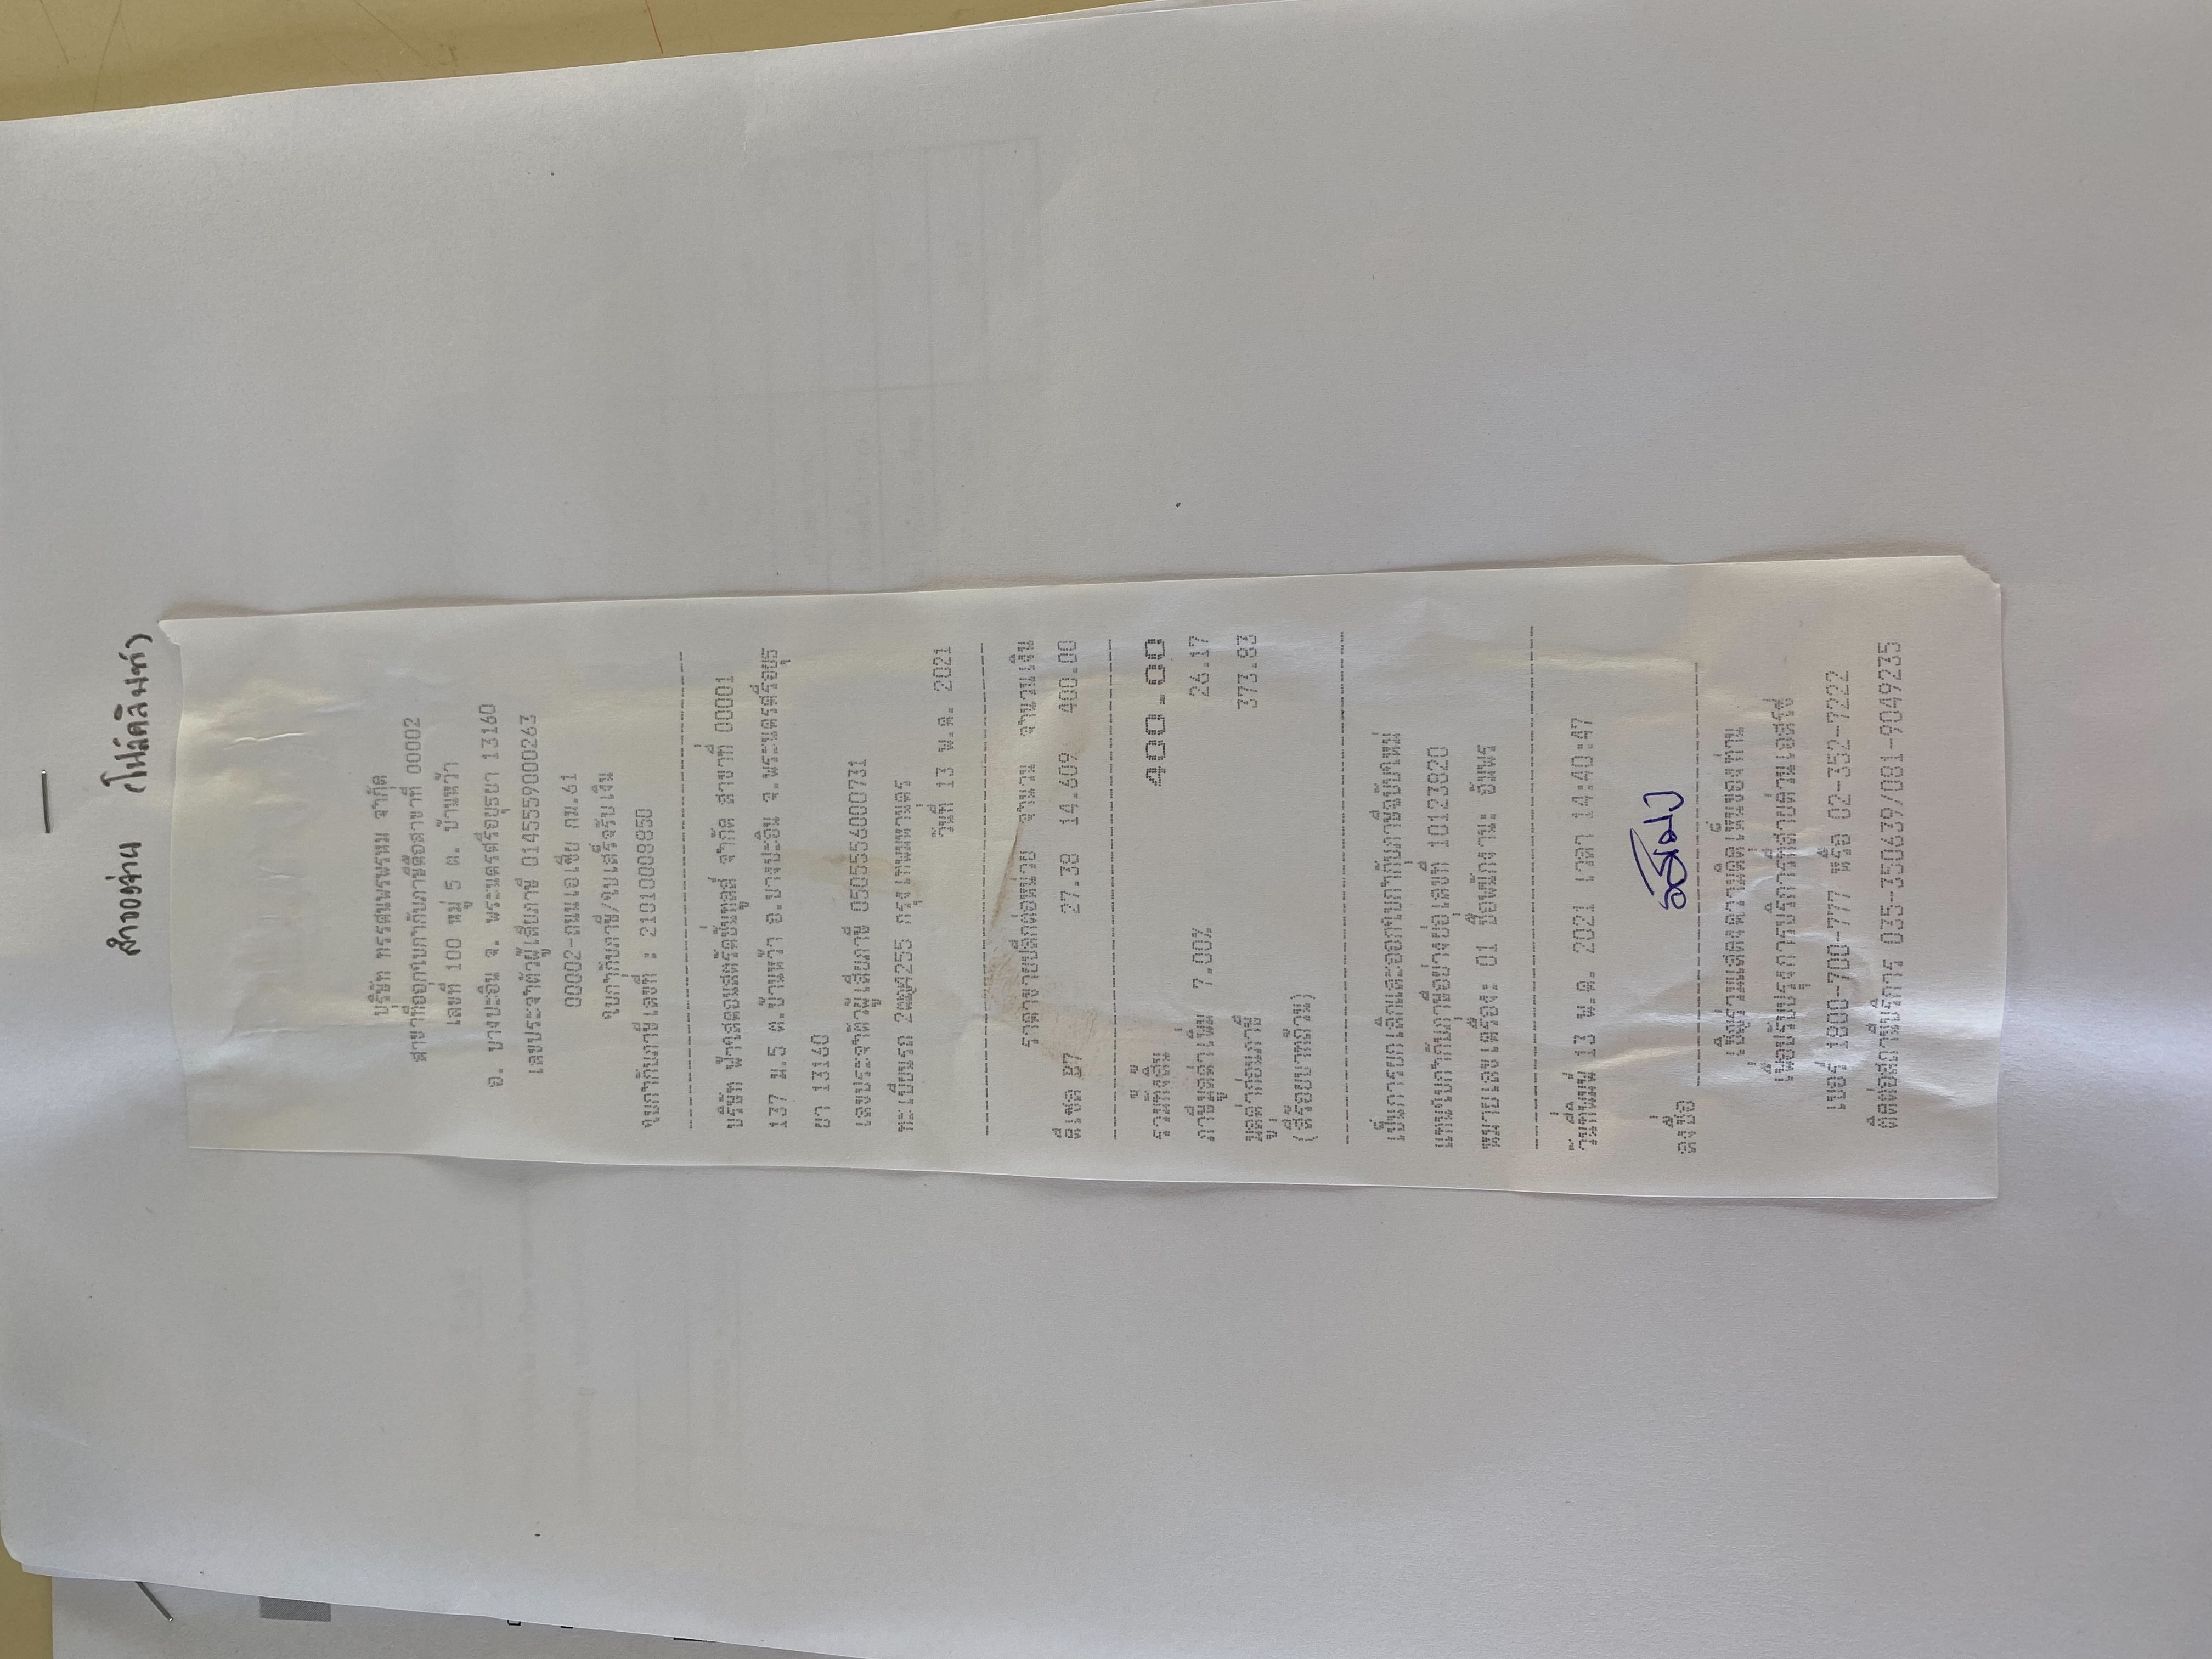 สำรองจ่าย (โฟล์คลิฟท์)
บริษัท ทรรศนพรพรหม จำกัด
สาขาที่ออกใบกำกับภาษีคือสาขาที่ 00002
เลขที่ 100 หมู่ 5 ต. บ้านหว้า
อ. บางปะอิน จ. พระนครศรีอยุธยา 13160
เลขประจำตัวผู้เสียภาษี 0145559000263
00002-ถนนเอเชีย กม.61
ใบกำกับภาษี/ใบเสร็จรับเงิน
ใบกำกับภาษีเลขที่ : 21010008850
บริษัท ฟ้าใสคอนสตรัคชั่นทูลส์ จำกัด สาขาที่ 00001
137 ม.5 ต.บ้านหว้า อ.บางปะอิน จ.พระนครศรีอยุธ
ยา 13160
เลขประจำตัวผู้เสียภาษี 0505556000731
ทะเบียนรถ กรุงเทพมหานคร
วันที่ 13 พ.ค. 2021
ราคาขายปลีกต่อหน่วย จำนวน จำนวนเงิน
ดีเซล B7 27.38 14.609 400.00
รวมทั้งสิ้น 400.00
ภาษีมูลค่าเพิ่ม 7.00% 26.17
มูลค่าก่อนภาษี 373.83
(สี่ร้อยบาทถ้วน)
เป็นการยกเลิกและออกใบกำกับภาษีฉบับใหม่
แทนใบกำกับภาษีอย่างย่อเลขที่ 10123820
หมายเลขเครื่อง: 01 ชื่อพนักงาน: อัมพร
วันที่พิมพ์ 13 พ.ค. 2021 เวลา 14:40:47
ลงชื่อ
เชิญร่วมแสดงความคิดเห็นของท่าน
เพื่อปรับปรุงการบริการที่สายด่วนเอสโซ่
เบอร์ 1800-700-777 หรือ 02-352-7222
ติดต่อสถานีบริการ 035-350639/081-9049235